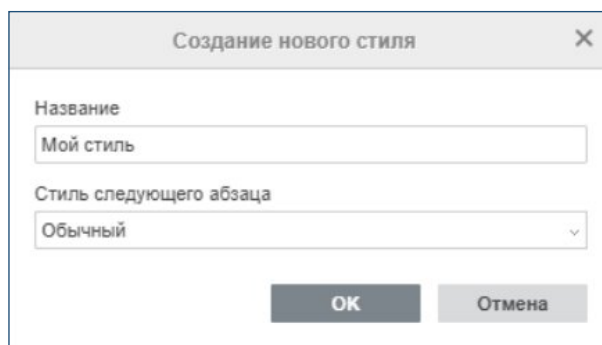 Создание нового стиля
Название
Мой стиль
Стиль следующего абзаца
Обычный
OK Отмена